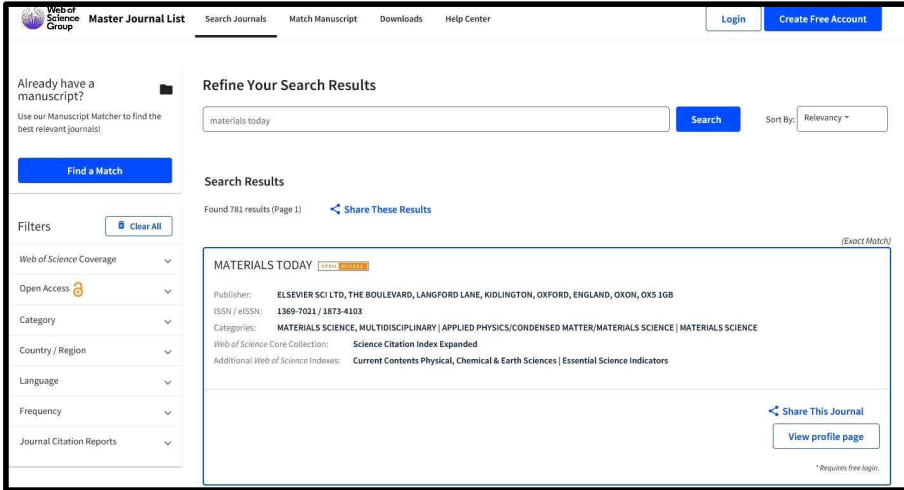 Web of
Science
Group
Master Journal List
Search Journals
Match Manuscript
Downloads
Help Center
Login
Create Free Account
Already have a
manuscript?
Use our Manuscript Matcher to find the
best relevant journals!
Find a Match
Filters
Clear All
Web of Science Coverage
Open Access
Category
Country / Region
Language
Frequency
Journal Citation Reports
Refine Your Search Results
materials today
Search
Sort By:
Relevancy
Search Results
Found 781 results (Page 1)
Share These Results
(Exact Match)
MATERIALS TODAY OPEN ACCESS
Publisher: ELSEVIER SCI LTD, THE BOULEVARD, LANGFORD LANE, KIDLINGTON, OXFORD, ENGLAND, OXON, OX5 1GB
ISSN / eISSN: 1369-7021 / 1873-4103
Categories: MATERIALS SCIENCE, MULTIDISCIPLINARY | APPLIED PHYSICS/CONDENSED MATTER/MATERIALS SCIENCE | MATERIALS SCIENCE
Web of Science Core Collection: Science Citation Index Expanded
Additional Web of Science Indexes: Current Contents Physical, Chemical & Earth Sciences | Essential Science Indicators
Share This Journal
View profile page
* Requires free login.